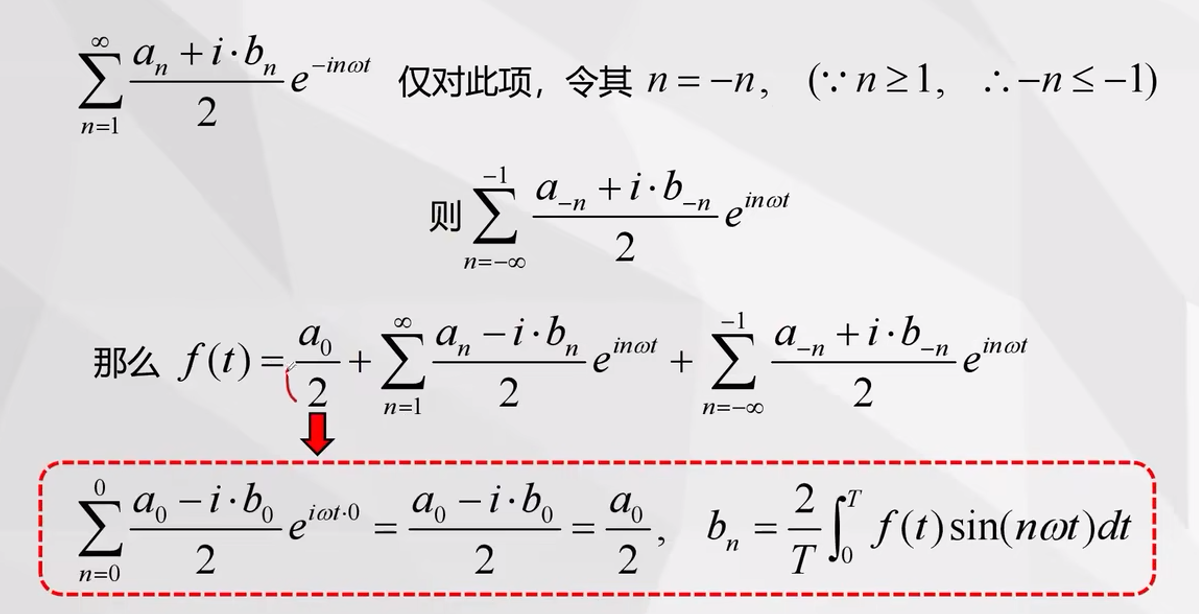 $\sum_{n=1}^{\infty} \frac{a_n + i \cdot b_n}{2} e^{-in\omega t}$ 仅对此项，令其 $n = -n$，$(\because n \geq 1, \quad \therefore -n \leq -1)$
则 $\sum_{n=-\infty}^{-1} \frac{a_{-n} + i \cdot b_{-n}}{2} e^{in\omega t}$
那么 $f(t) = \frac{a_0}{2} + \sum_{n=1}^{\infty} \frac{a_n - i \cdot b_n}{2} e^{in\omega t} + \sum_{n=-\infty}^{-1} \frac{a_{-n} + i \cdot b_{-n}}{2} e^{in\omega t}$
$\sum_{n=0}^{0} \frac{a_0 - i \cdot b_0}{2} e^{i\omega t \cdot 0} = \frac{a_0 - i \cdot b_0}{2} = \frac{a_0}{2}, \quad b_n = \frac{2}{T} \int_0^T f(t) \sin(n\omega t) dt$